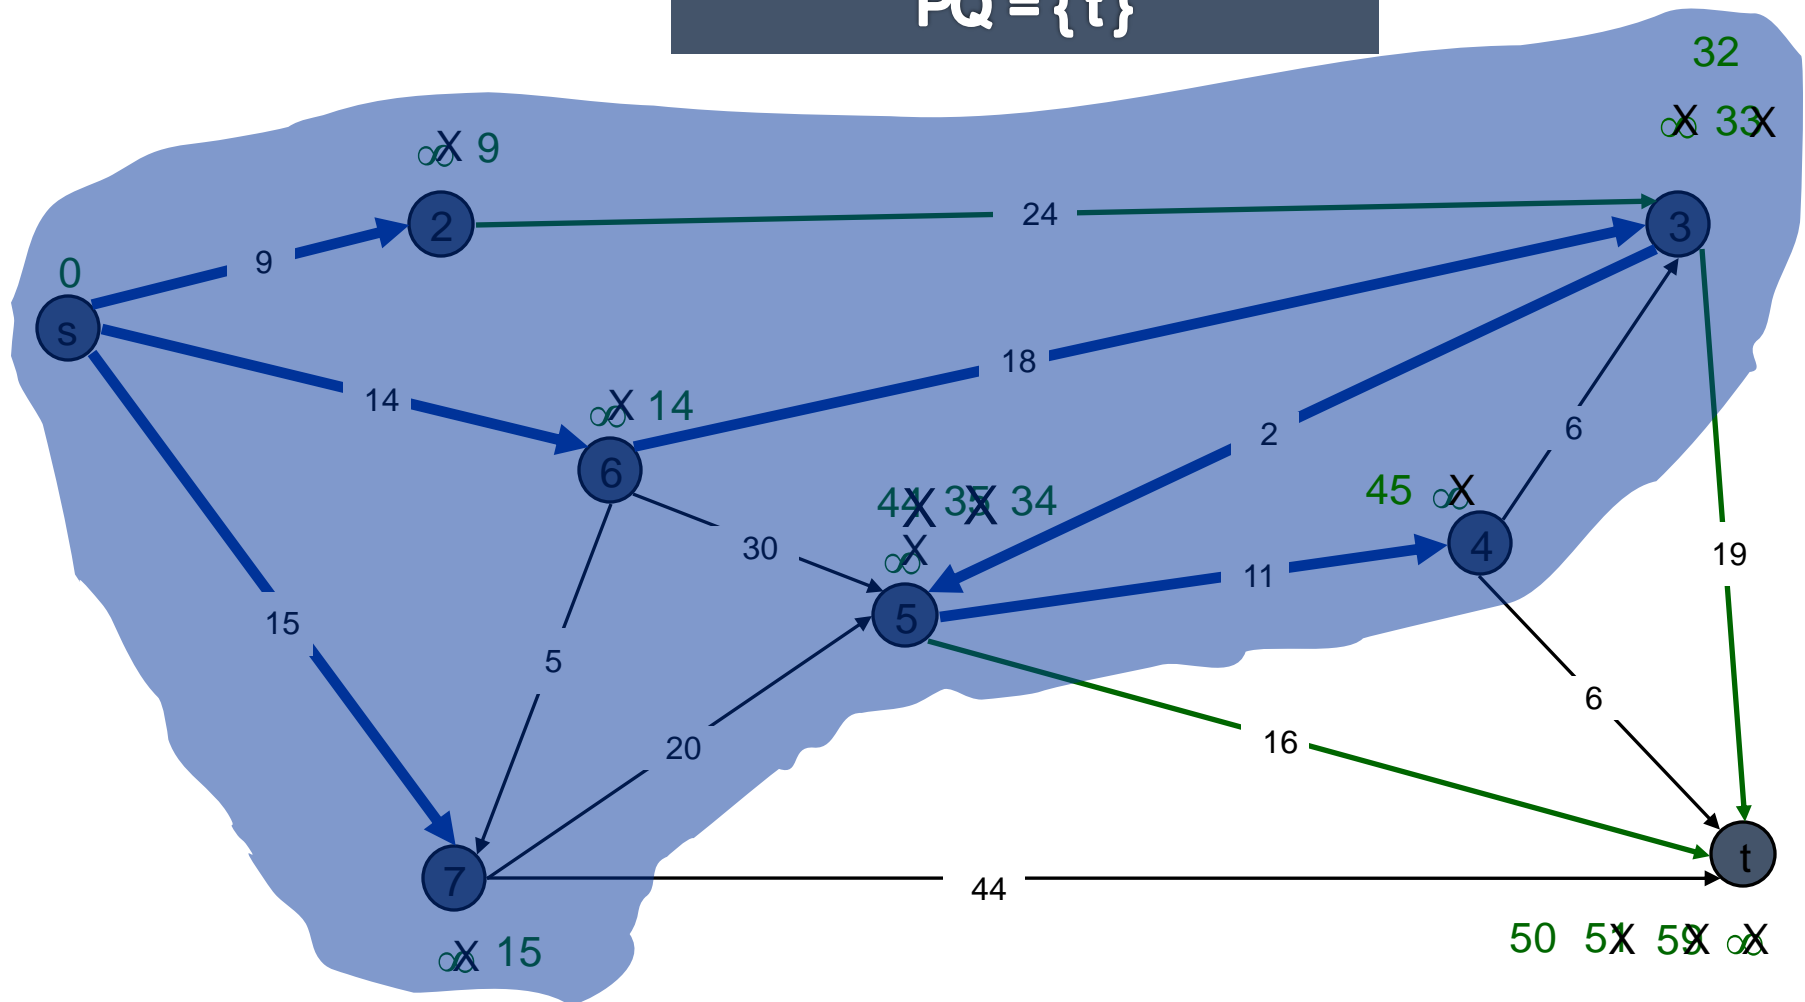 PQ = { t }
32
∞ X 33 X
∞ X 9
2
24
3
9
0
s
18
14
∞ X 14
2
6
6
44 X 35 X 34
45 ∞ X
30
∞ X
4
19
11
15
5
5
6
20
16
7
t
44
50 51 X 59 X ∞ X
∞ X 15